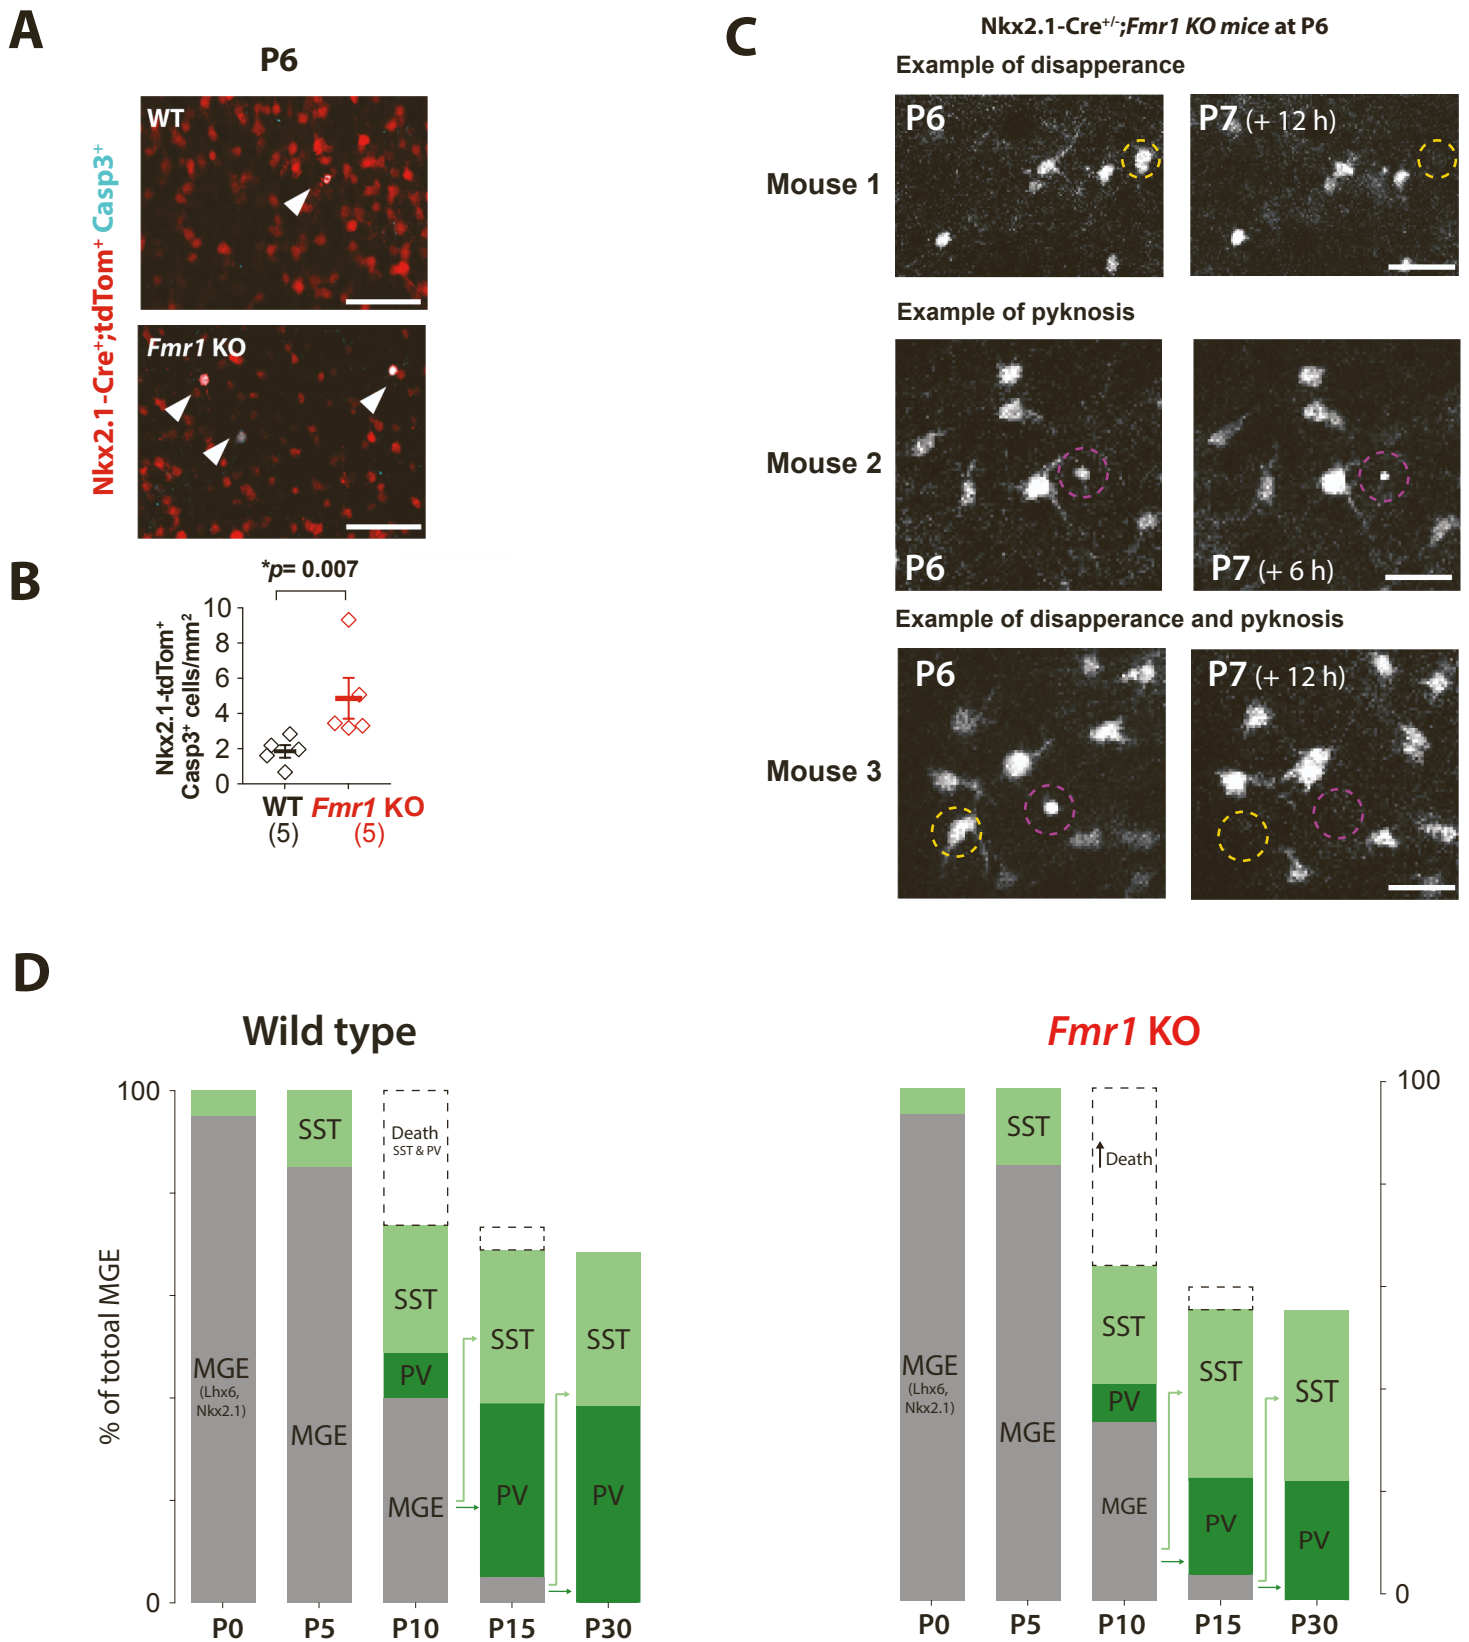 A
P6
WT
Fmr1 KO
Nkx2.1-Cre⁺;tdTom⁺ Casp3⁺
B
*p= 0.007
Nkx2.1-tdTom⁺
Casp3⁺ cells/mm²
10
8
6
4
2
0
WT
Fmr1 KO
(5)
(5)
C
Nkx2.1-Cre⁺/⁻;Fmr1 KO mice at P6
Example of disapperance
Mouse 1
P6
P7 (+ 12 h)
Example of pyknosis
Mouse 2
P6
P7 (+ 6 h)
Example of disapperance and pyknosis
Mouse 3
P6
P7 (+ 12 h)
D
Wild type
% of totoal MGE
100
0
MGE
(Lhx6,
Nkx2.1)
SST
MGE
Death
SST & PV
SST
PV
MGE
SST
PV
SST
PV
P0
P5
P10
P15
P30
Fmr1 KO
100
0
MGE
(Lhx6,
Nkx2.1)
SST
MGE
Death
SST
PV
MGE
SST
PV
SST
PV
P0
P5
P10
P15
P30